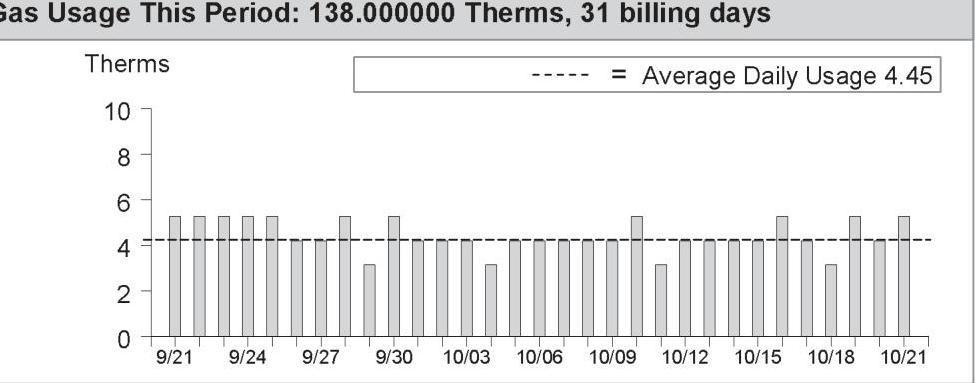 Gas Usage This Period: 138.000000 Therms, 31 billing days
Therms
----- = Average Daily Usage 4.45
10
8
6
4
2
0
9/21 9/24 9/27 9/30 10/03 10/06 10/09 10/12 10/15 10/18 10/21